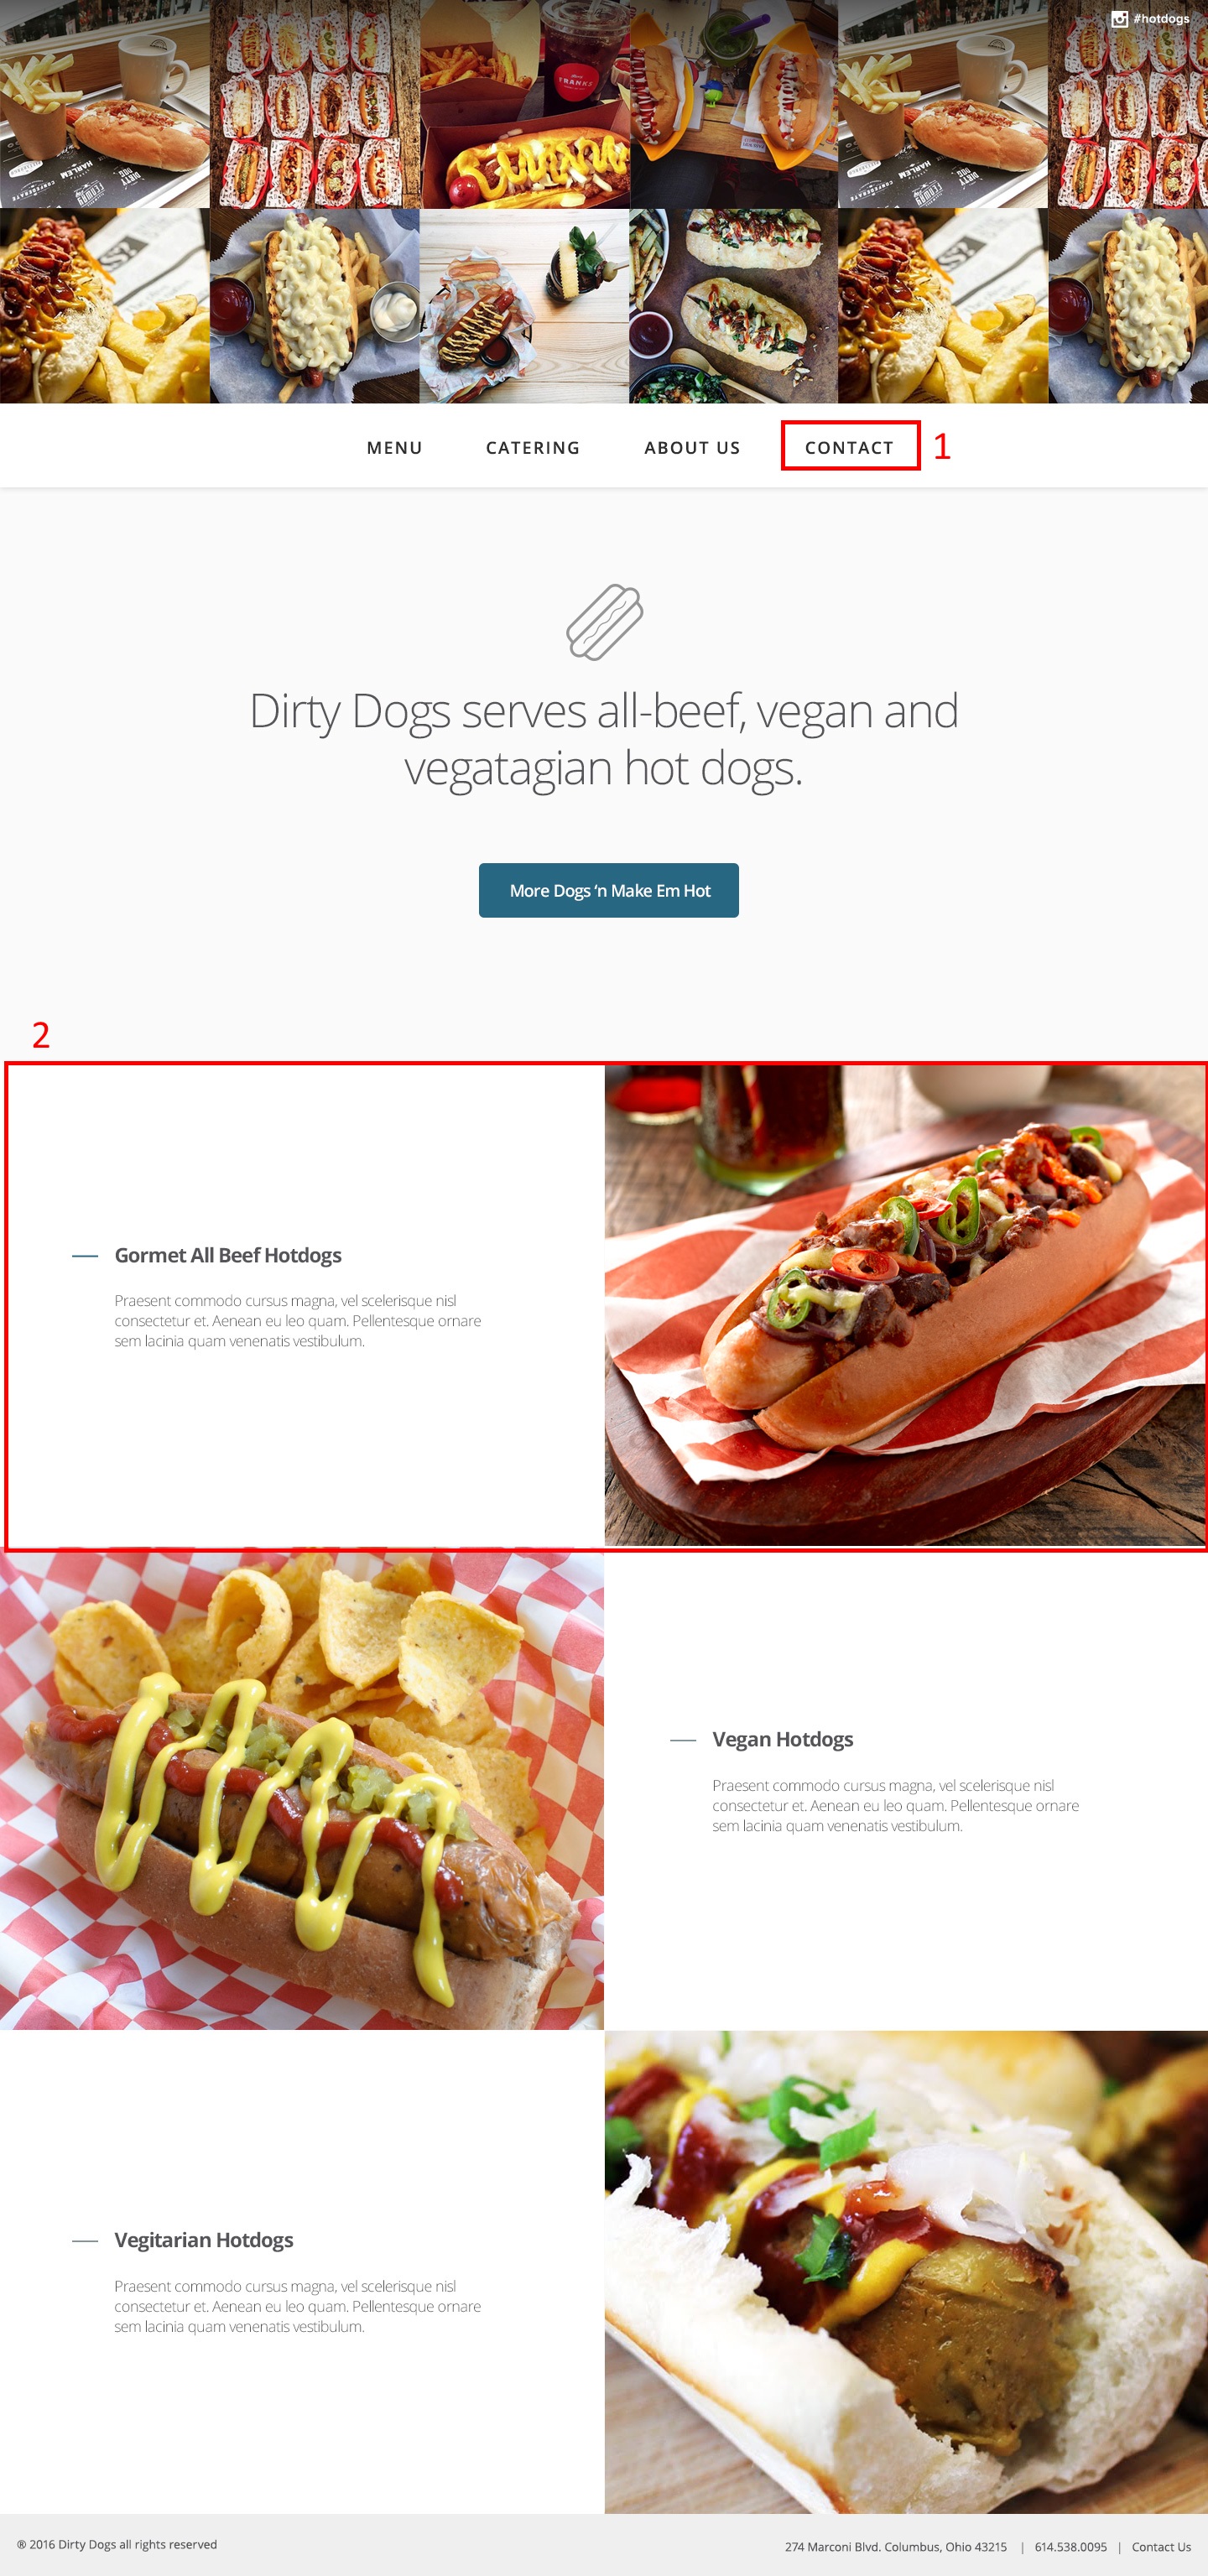 #hotdogs
FRANKS
MENU CATERING ABOUT US CONTACT 1
Dirty Dogs serves all-beef, vegan and
vegatagian hot dogs.
More Dogs ‘n Make Em Hot
2
Gormet All Beef Hotdogs
Praesent commodo cursus magna, vel scelerisque nisl
consectetur et. Aenean eu leo quam. Pellentesque ornare
sem lacinia quam venenatis vestibulum.
Vegan Hotdogs
Praesent commodo cursus magna, vel scelerisque nisl
consectetur et. Aenean eu leo quam. Pellentesque ornare
sem lacinia quam venenatis vestibulum.
Vegitarian Hotdogs
Praesent commodo cursus magna, vel scelerisque nisl
consectetur et. Aenean eu leo quam. Pellentesque ornare
sem lacinia quam venenatis vestibulum.
® 2016 Dirty Dogs all rights reserved
274 Marconi Blvd. Columbus, Ohio 43215 | 614.538.0095 | Contact Us